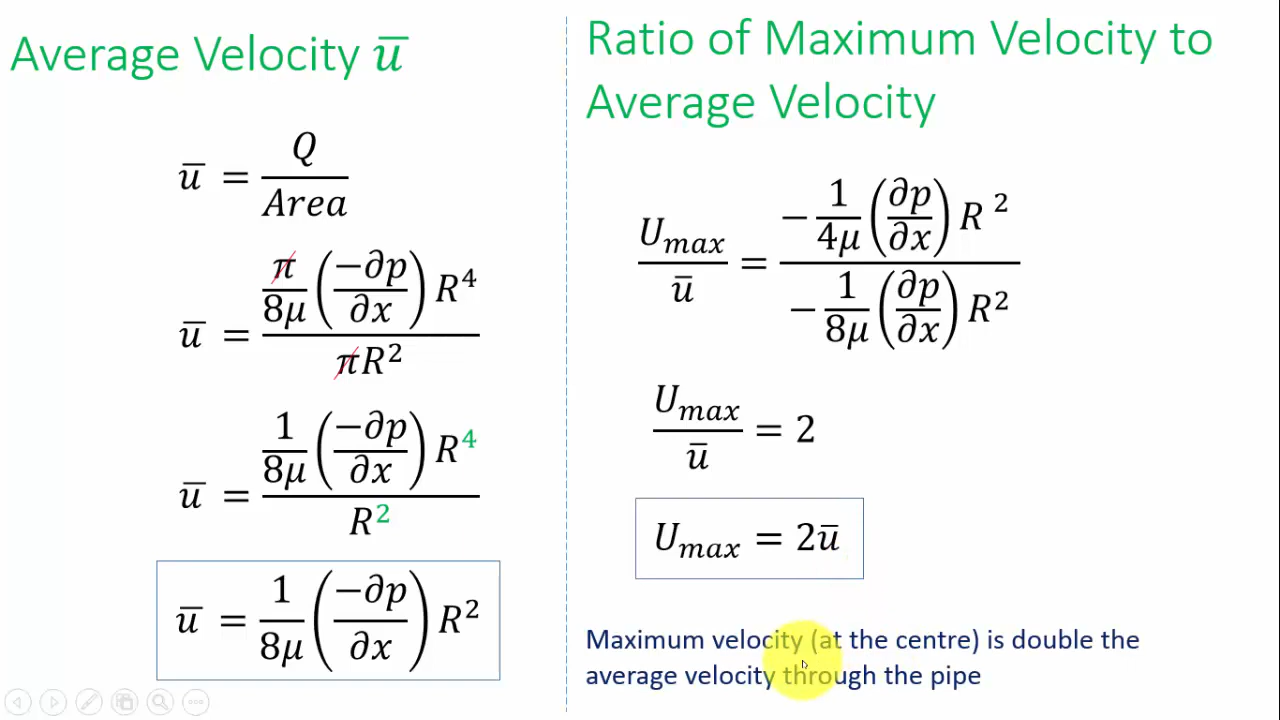 Average Velocity u̅
u̅ = Q / Area
u̅ = (π/8μ (−∂p/∂x) R⁴) / (πR²)
u̅ = (1/8μ (−∂p/∂x) R⁴) / R²
u̅ = 1/8μ (−∂p/∂x) R²
Ratio of Maximum Velocity to
Average Velocity
U_max / u̅ = (−1/4μ (∂p/∂x) R²) / (−1/8μ (∂p/∂x) R²)
U_max / u̅ = 2
U_max = 2u̅
Maximum velocity (at the centre) is double the
average velocity through the pipe